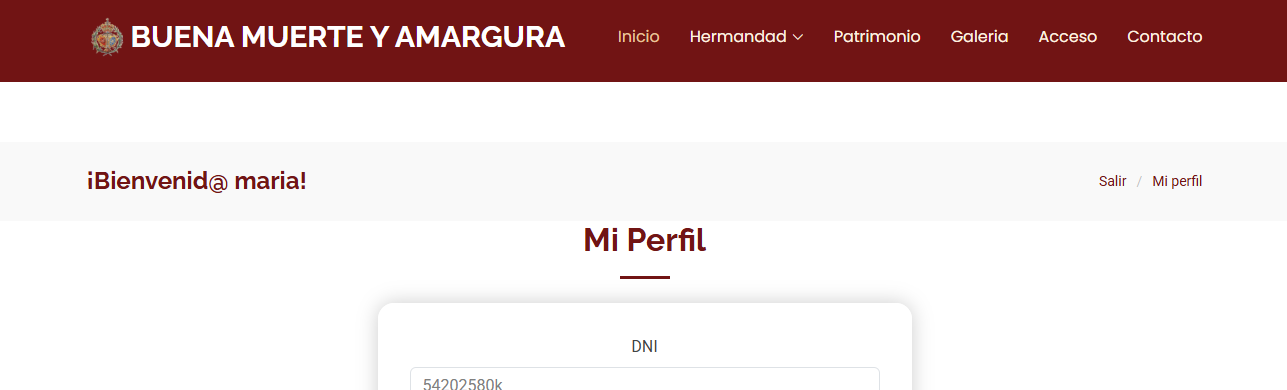 BUENA MUERTE Y AMARGURA Inicio Hermandad Patrimonio Galeria Acceso Contacto
¡Bienvenid@ maria! Salir / Mi perfil
Mi Perfil
DNI
54202580k